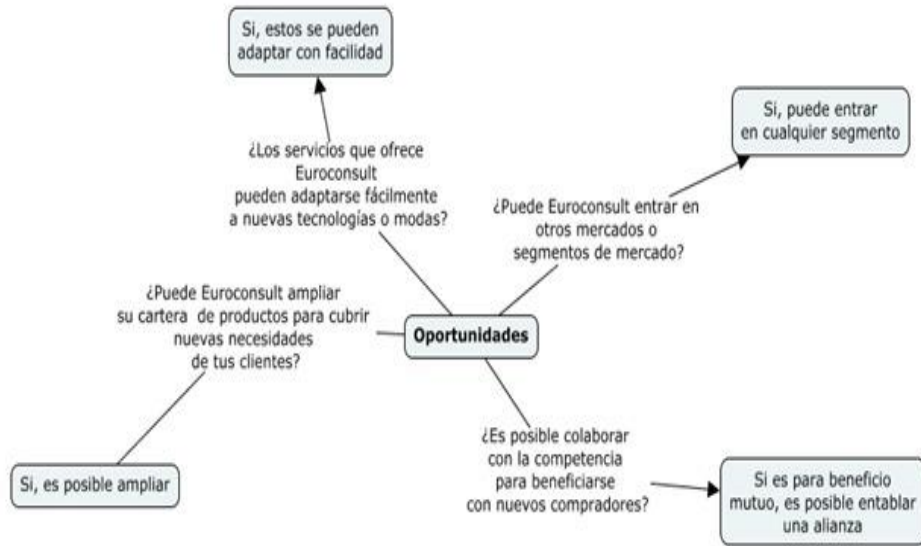 Si, estos se pueden
adaptar con facilidad
¿Los servicios que ofrece
Euroconsult
pueden adaptarse fácilmente
a nuevas tecnologías o modas?
Si, puede entrar
en cualquier segmento
¿Puede Euroconsult entrar en
otros mercados o
segmentos de mercado?
¿Puede Euroconsult ampliar
su cartera de productos para cubrir
nuevas necesidades
de tus clientes?
Oportunidades
Si, es posible ampliar
¿Es posible colaborar
con la competencia
para beneficiarse
con nuevos compradores?
Si es para beneficio
mutuo, es posible entablar
una alianza